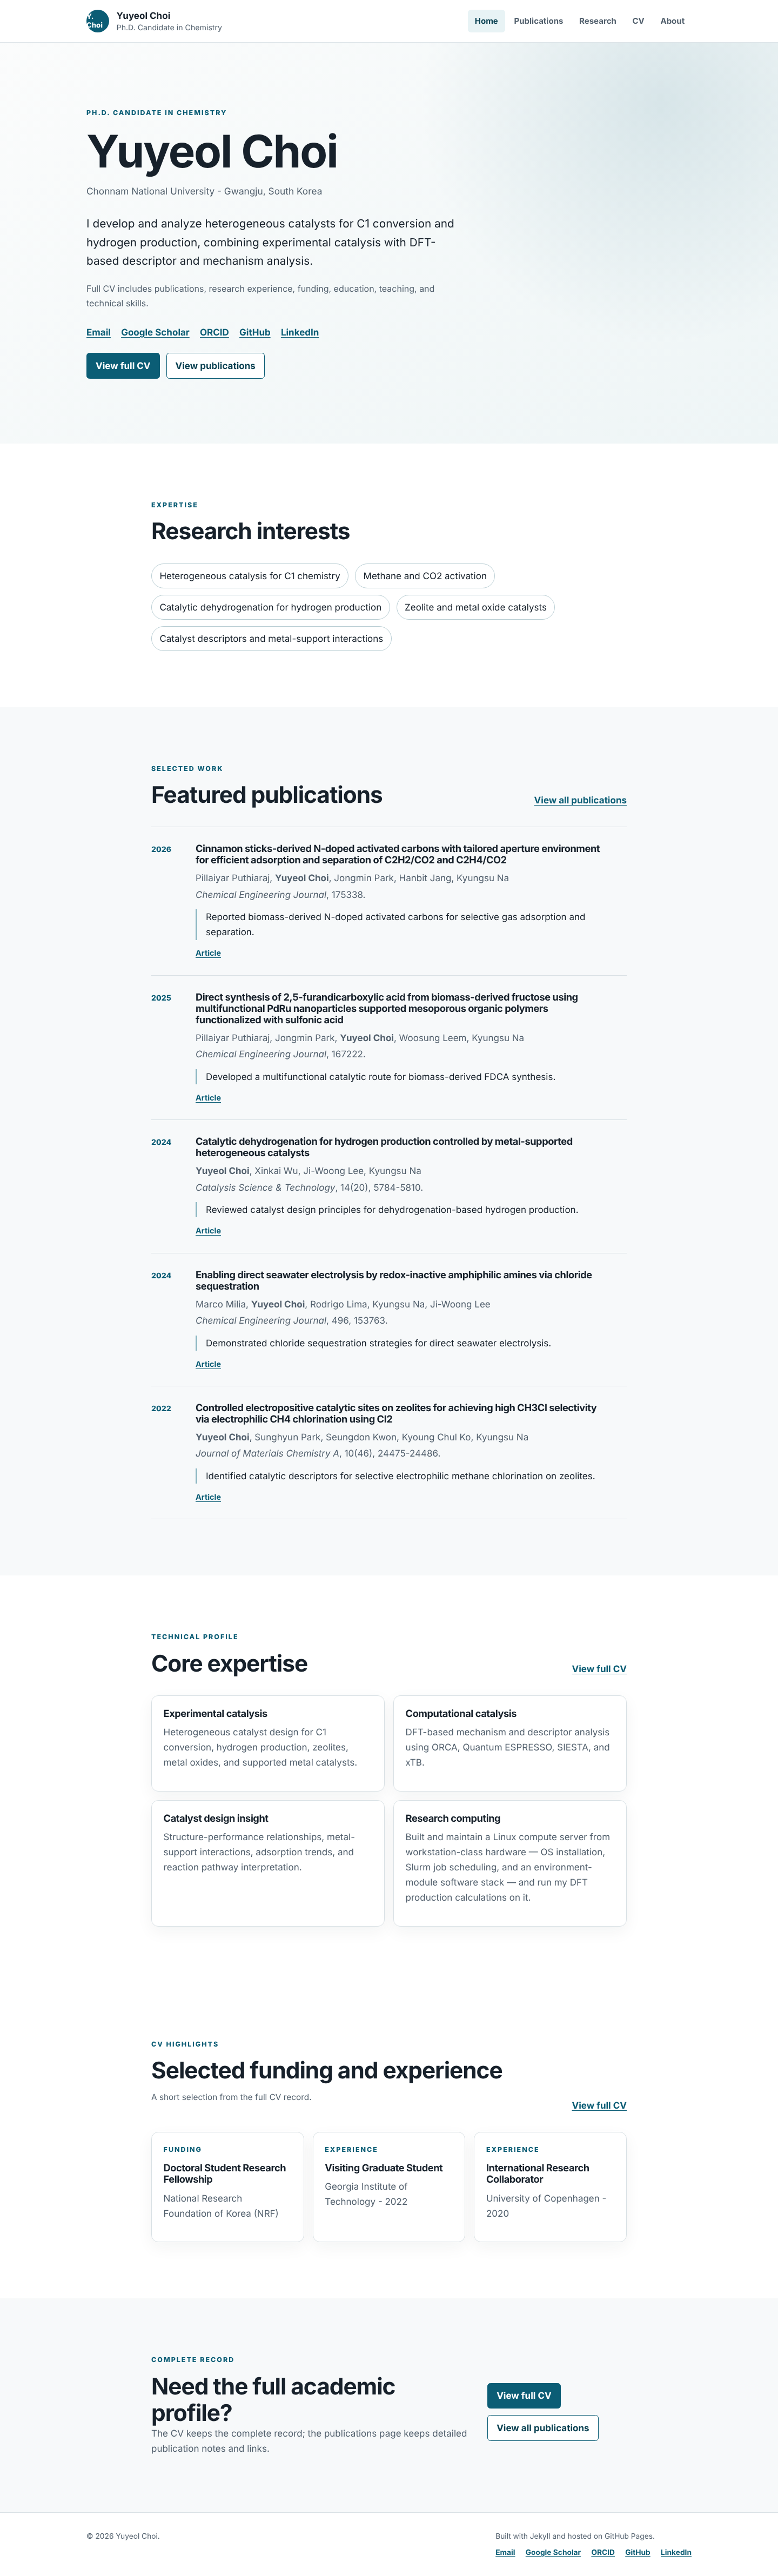 Y. Choi
Yuyeol Choi
Ph.D. Candidate in Chemistry
Home Publications Research CV About
PH.D. CANDIDATE IN CHEMISTRY
Yuyeol Choi
Chonnam National University - Gwangju, South Korea
I develop and analyze heterogeneous catalysts for C1 conversion and
hydrogen production, combining experimental catalysis with DFT-
based descriptor and mechanism analysis.
Full CV includes publications, research experience, funding, education, teaching, and
technical skills.
Email Google Scholar ORCID GitHub LinkedIn
View full CV View publications
EXPERTISE
Research interests
Heterogeneous catalysis for C1 chemistry Methane and CO2 activation
Catalytic dehydrogenation for hydrogen production Zeolite and metal oxide catalysts
Catalyst descriptors and metal-support interactions
SELECTED WORK
Featured publications View all publications
2026 Cinnamon sticks-derived N-doped activated carbons with tailored aperture environment
for efficient adsorption and separation of C2H2/CO2 and C2H4/CO2
Pillaiyar Puthiaraj, Yuyeol Choi, Jongmin Park, Hanbit Jang, Kyungsu Na
Chemical Engineering Journal, 175338.
Reported biomass-derived N-doped activated carbons for selective gas adsorption and
separation.
Article
2025 Direct synthesis of 2,5-furandicarboxylic acid from biomass-derived fructose using
multifunctional PdRu nanoparticles supported mesoporous organic polymers
functionalized with sulfonic acid
Pillaiyar Puthiaraj, Jongmin Park, Yuyeol Choi, Woosung Leem, Kyungsu Na
Chemical Engineering Journal, 167222.
Developed a multifunctional catalytic route for biomass-derived FDCA synthesis.
Article
2024 Catalytic dehydrogenation for hydrogen production controlled by metal-supported
heterogeneous catalysts
Yuyeol Choi, Xinkai Wu, Ji-Woong Lee, Kyungsu Na
Catalysis Science & Technology, 14(20), 5784-5810.
Reviewed catalyst design principles for dehydrogenation-based hydrogen production.
Article
2024 Enabling direct seawater electrolysis by redox-inactive amphiphilic amines via chloride
sequestration
Marco Milia, Yuyeol Choi, Rodrigo Lima, Kyungsu Na, Ji-Woong Lee
Chemical Engineering Journal, 496, 153763.
Demonstrated chloride sequestration strategies for direct seawater electrolysis.
Article
2022 Controlled electropositive catalytic sites on zeolites for achieving high CH3Cl selectivity
via electrophilic CH4 chlorination using Cl2
Yuyeol Choi, Sunghyun Park, Seungdon Kwon, Kyoung Chul Ko, Kyungsu Na
Journal of Materials Chemistry A, 10(46), 24475-24486.
Identified catalytic descriptors for selective electrophilic methane chlorination on zeolites.
Article
TECHNICAL PROFILE
Core expertise View full CV
Experimental catalysis
Heterogeneous catalyst design for C1
conversion, hydrogen production, zeolites,
metal oxides, and supported metal catalysts.
Computational catalysis
DFT-based mechanism and descriptor analysis
using ORCA, Quantum ESPRESSO, SIESTA, and
xTB.
Catalyst design insight
Structure-performance relationships, metal-
support interactions, adsorption trends, and
reaction pathway interpretation.
Research computing
Built and maintain a Linux compute server from
workstation-class hardware — OS installation,
Slurm job scheduling, and an environment-
module software stack — and run my DFT
production calculations on it.
CV HIGHLIGHTS
Selected funding and experience
A short selection from the full CV record.
View full CV
FUNDING
Doctoral Student Research
Fellowship
National Research
Foundation of Korea (NRF)
EXPERIENCE
Visiting Graduate Student
Georgia Institute of
Technology - 2022
EXPERIENCE
International Research
Collaborator
University of Copenhagen -
2020
COMPLETE RECORD
Need the full academic
profile?
The CV keeps the complete record; the publications page keeps detailed
publication notes and links.
View full CV
View all publications
© 2026 Yuyeol Choi.
Built with Jekyll and hosted on GitHub Pages.
Email Google Scholar ORCID GitHub LinkedIn